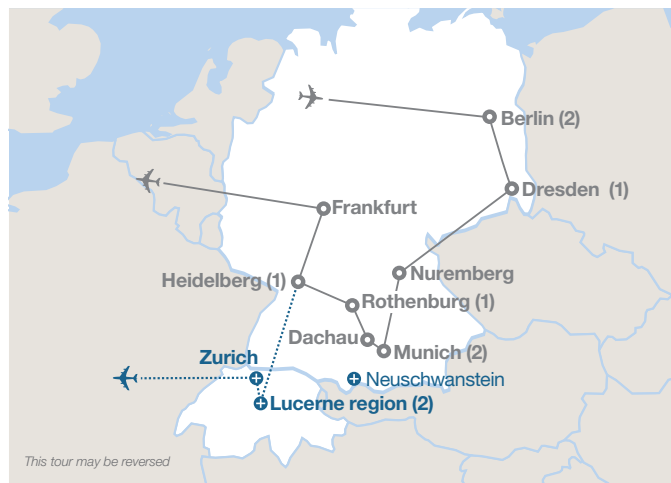 Berlin (2)
Dresden (1)
Frankfurt
Nuremberg
Heidelberg (1)
Rothenburg (1)
Dachau
Munich (2)
Zurich
Neuschwanstein
Lucerne region (2)
This tour may be reversed